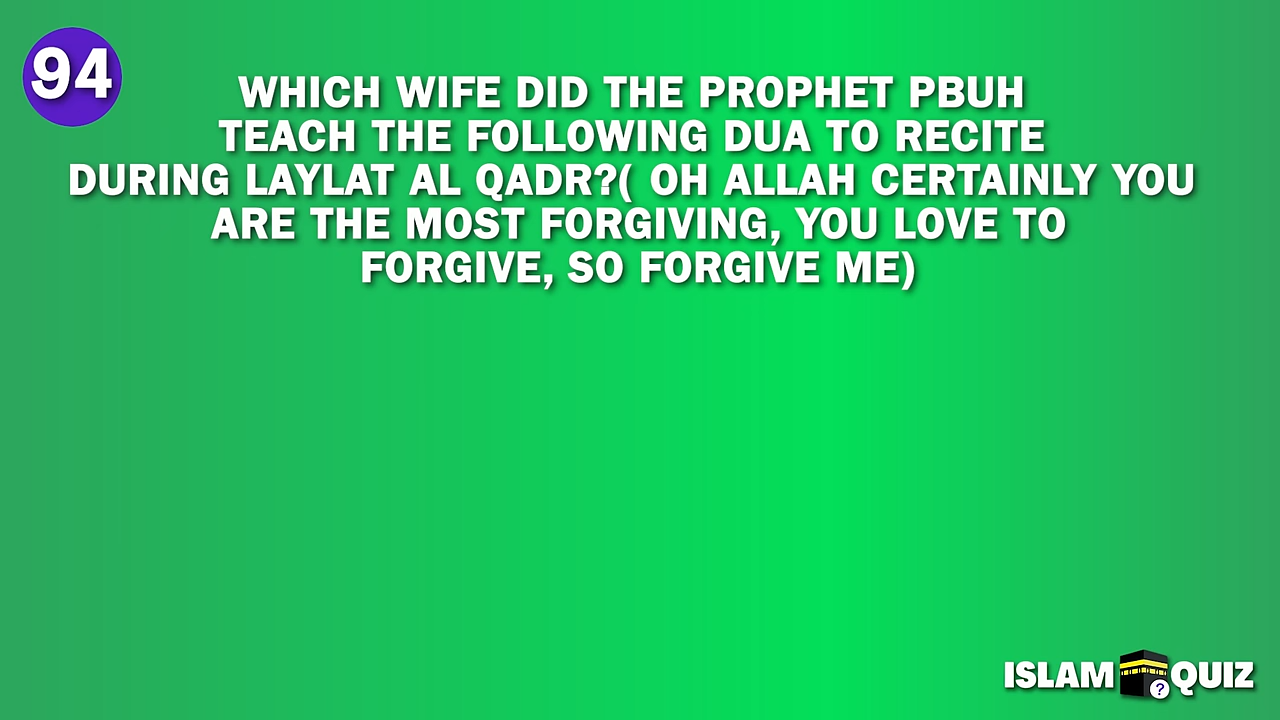 94
WHICH WIFE DID THE PROPHET PBUH
TEACH THE FOLLOWING DUA TO RECITE
DURING LAYLAT AL QADR?( OH ALLAH CERTAINLY YOU
ARE THE MOST FORGIVING, YOU LOVE TO
FORGIVE, SO FORGIVE ME)
ISLAM ? QUIZ